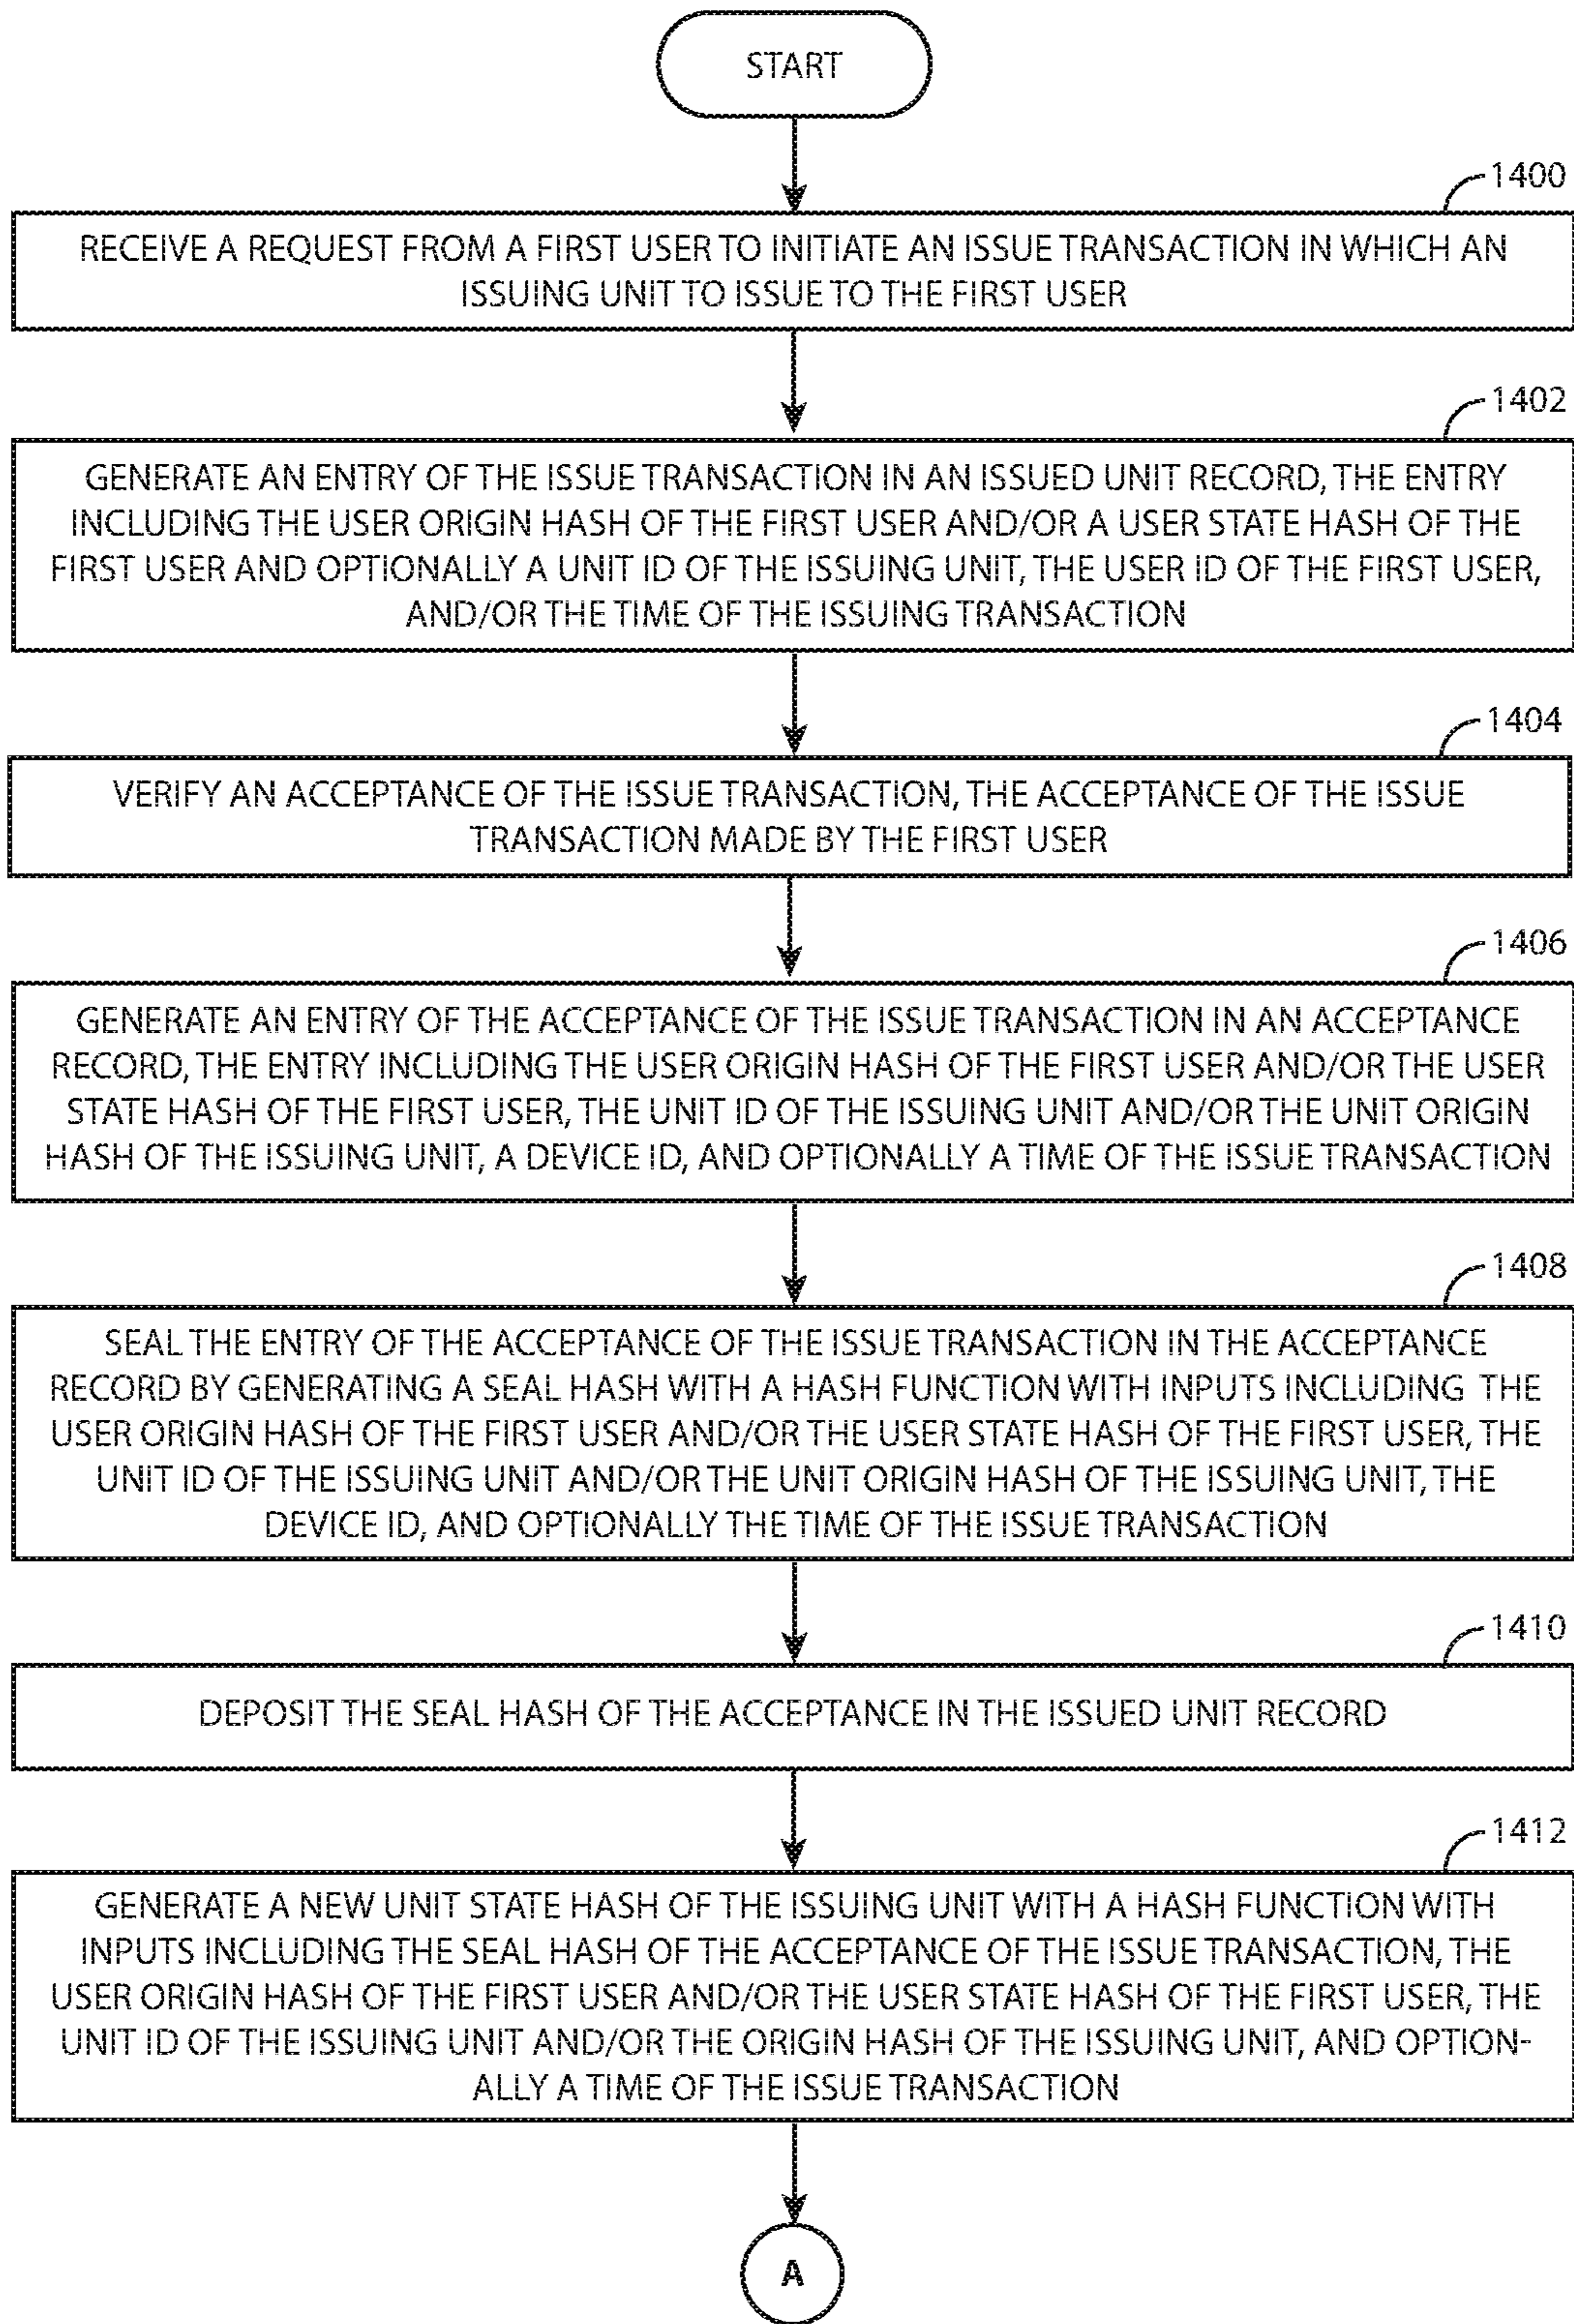 START
1400
RECEIVE A REQUEST FROM A FIRST USER TO INITIATE AN ISSUE TRANSACTION IN WHICH AN
ISSUING UNIT TO ISSUE TO THE FIRST USER
1402
GENERATE AN ENTRY OF THE ISSUE TRANSACTION IN AN ISSUED UNIT RECORD, THE ENTRY
INCLUDING THE USER ORIGIN HASH OF THE FIRST USER AND/OR A USER STATE HASH OF THE
FIRST USER AND OPTIONALLY A UNIT ID OF THE ISSUING UNIT, THE USER ID OF THE FIRST USER,
AND/OR THE TIME OF THE ISSUING TRANSACTION
1404
VERIFY AN ACCEPTANCE OF THE ISSUE TRANSACTION, THE ACCEPTANCE OF THE ISSUE
TRANSACTION MADE BY THE FIRST USER
1406
GENERATE AN ENTRY OF THE ACCEPTANCE OF THE ISSUE TRANSACTION IN AN ACCEPTANCE
RECORD, THE ENTRY INCLUDING THE USER ORIGIN HASH OF THE FIRST USER AND/OR THE USER
STATE HASH OF THE FIRST USER, THE UNIT ID OF THE ISSUING UNIT AND/OR THE UNIT ORIGIN
HASH OF THE ISSUING UNIT, A DEVICE ID, AND OPTIONALLY A TIME OF THE ISSUE TRANSACTION
1408
SEAL THE ENTRY OF THE ACCEPTANCE OF THE ISSUE TRANSACTION IN THE ACCEPTANCE
RECORD BY GENERATING A SEAL HASH WITH A HASH FUNCTION WITH INPUTS INCLUDING THE
USER ORIGIN HASH OF THE FIRST USER AND/OR THE USER STATE HASH OF THE FIRST USER, THE
UNIT ID OF THE ISSUING UNIT AND/OR THE UNIT ORIGIN HASH OF THE ISSUING UNIT, THE
DEVICE ID, AND OPTIONALLY THE TIME OF THE ISSUE TRANSACTION
1410
DEPOSIT THE SEAL HASH OF THE ACCEPTANCE IN THE ISSUED UNIT RECORD
1412
GENERATE A NEW UNIT STATE HASH OF THE ISSUING UNIT WITH A HASH FUNCTION WITH
INPUTS INCLUDING THE SEAL HASH OF THE ACCEPTANCE OF THE ISSUE TRANSACTION, THE
USER ORIGIN HASH OF THE FIRST USER AND/OR THE USER STATE HASH OF THE FIRST USER, THE
UNIT ID OF THE ISSUING UNIT AND/OR THE ORIGIN HASH OF THE ISSUING UNIT, AND OPTION-
ALLY A TIME OF THE ISSUE TRANSACTION
A